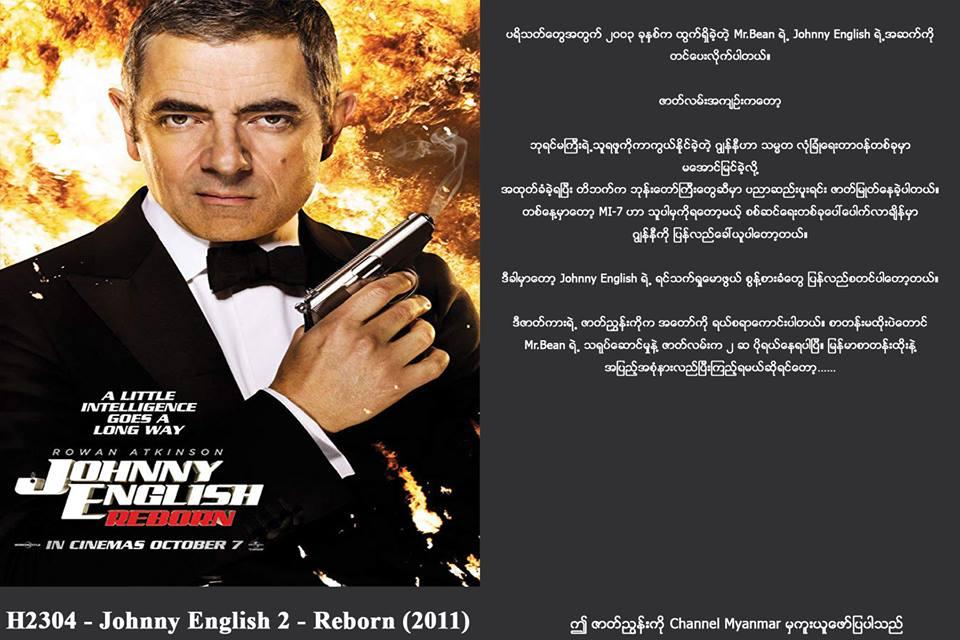 A LITTLE
INTELLIGENCE
GOES A
LONG WAY
ROWAN ATKINSON
JOHNNY
ENGLISH
REBORN
IN CINEMAS OCTOBER 7
H2304 - Johnny English 2 - Reborn (2011)
ပရိသတ်တွေအတွက် ၂၀၀၃ ခုနှစ်က ထွက်ရှိခဲ့တဲ့ Mr.Bean ရဲ့ Johnny English ရဲ့အဆက်ကို
တင်ပေးလိုက်ပါတယ်။
ဇာတ်လမ်းအကျဉ်းကတော့
ဘုရင်မကြီးရဲ့သူရဖူကိုကာကွယ်နိုင်ခဲ့တဲ့ ဂျွန်နီဟာ သမ္မတ လုံခြုံရေးတာဝန်တစ်ခုမှာ
မအောင်မြင်ခဲ့လို့
အထုတ်ခံခဲ့ရပြီး တိဘက်က ဘုန်းတော်ကြီးတွေဆီမှာ ပညာဆည်းပူးရင်း ဇာတ်မြုတ်နေခဲ့ပါတယ်။
တစ်နေ့မှာတော့ MI-7 ဟာ သူပါမှကိုရတော့မယ့် စစ်ဆင်ရေးတစ်ခုပေါ်ပေါက်လာချိန်မှာ
ဂျွန်နီကို ပြန်လည်ခေါ်ယူပါတော့တယ်။
ဒီခါမှာတော့ Johnny English ရဲ့ ရင်သက်ရှုမောဖွယ် စွန့်စားခံတွေ ပြန်လည်စတင်ပါတော့တယ်။
ဒီဇာတ်ကားရဲ့ ဇာတ်ညွှန်းကိုက အတော်ကို ရယ်စရာကောင်းပါတယ်။ စာတန်းမထိုးပဲတောင်
Mr.Bean ရဲ့ သရုပ်ဆောင်မှုနဲ့ ဇာတ်လမ်းက ၂ ဆ ပိုရယ်နေရပါပြီ။ မြန်မာစာတန်းထိုးနဲ့
အပြည့်အစုံနားလည်ပြီးကြည့်ရမယ်ဆိုရင်တော့......
ဤ ဇာတ်ညွှန်းကို Channel Myanmar မှကူးယူဖော်ပြပါသည်